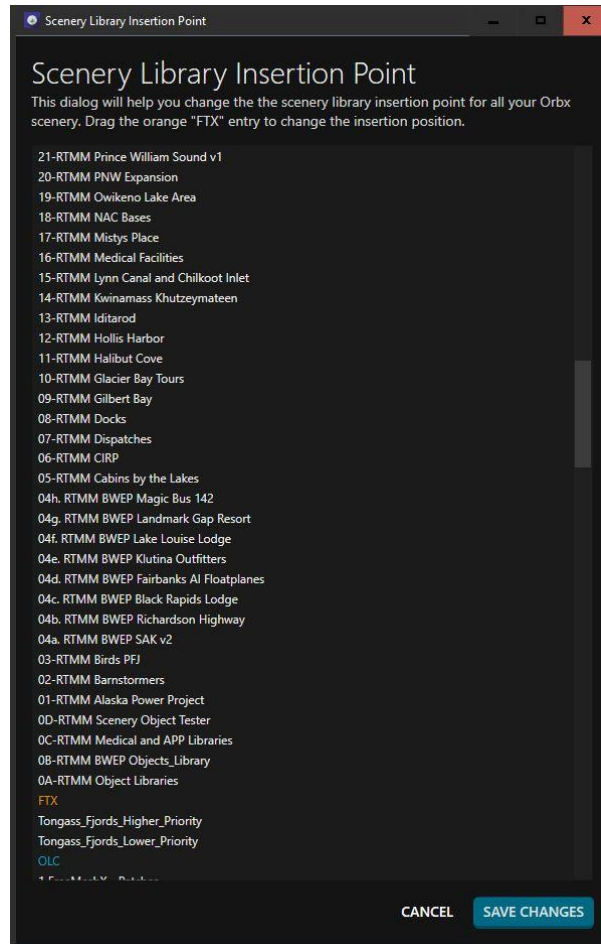 Scenery Library Insertion Point
X
Scenery Library Insertion Point
This dialog will help you change the the scenery library insertion point for all your Orbx
scenery. Drag the orange "FTX" entry to change the insertion position.
21-RTMM Prince William Sound v1
20-RTMM PNW Expansion
19-RTMM Owikeno Lake Area
18-RTMM NAC Bases
17-RTMM Mistys Place
16-RTMM Medical Facilities
15-RTMM Lynn Canal and Chilkoot Inlet
14-RTMM Kwinamass Khutzeymateen
13-RTMM Iditarod
12-RTMM Hollis Harbor
11-RTMM Halibut Cove
10-RTMM Glacier Bay Tours
09-RTMM Gilbert Bay
08-RTMM Docks
07-RTMM Dispatches
06-RTMM CIRP
05-RTMM Cabins by the Lakes
04h. RTMM BWEP Magic Bus 142
04g. RTMM BWEP Landmark Gap Resort
04f. RTMM BWEP Lake Louise Lodge
04e. RTMM BWEP Klutina Outfitters
04d. RTMM BWEP Fairbanks AI Floatplanes
04c. RTMM BWEP Black Rapids Lodge
04b. RTMM BWEP Richardson Highway
04a. RTMM BWEP SAK v2
03-RTMM Birds PFJ
02-RTMM Barnstormers
01-RTMM Alaska Power Project
0D-RTMM Scenery Object Tester
0C-RTMM Medical and APP Libraries
0B-RTMM BWEP Objects_Library
0A-RTMM Object Libraries
FTX
Tongass_Fjords_Higher_Priority
Tongass_Fjords_Lower_Priority
OLC
CANCEL SAVE CHANGES